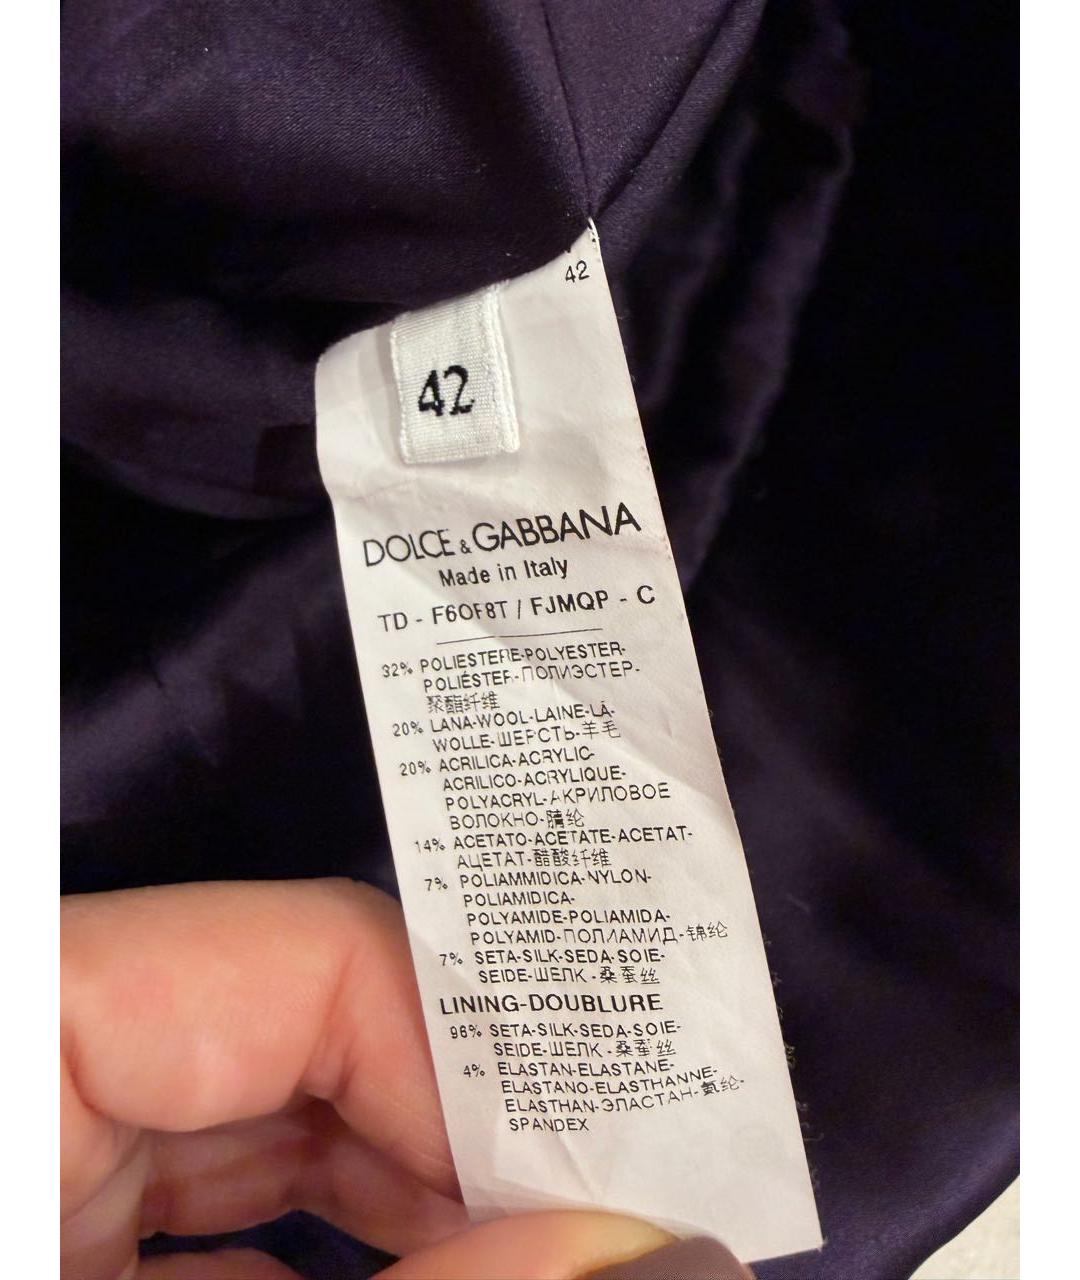 42
42
DOLCE & GABBANA
Made in Italy
TD - F6OF8T / FJMQP - C
32% POLIESTERE-POLYESTER-
POLIÉSTER-ПОЛИЭСТЕР-
聚酯纤维
20% LANA-WOOL-LAINE-LÃ-
WOLLE-ШЕРСТЬ-羊毛
20% ACRILICA-ACRYLIC-
ACRILICO-ACRYLIQUE-
POLYACRYL-АКРИЛОВОЕ
ВОЛОКНО-腈纶
14% ACETATO-ACETATE-ACETAT-
АЦЕТАТ-醋酸纤维
7% POLIAMMIDICA-NYLON-
POLIAMIDICA-
POLYAMIDE-POLIAMIDA-
POLYAMID-ПОЛИАМИД-锦纶
7% SETA-SILK-SEDA-SOIE-
SEIDE-ШЕЛК-桑蚕丝
LINING-DOUBLURE
96% SETA-SILK-SEDA-SOIE-
SEIDE-ШЕЛК-桑蚕丝
4% ELASTAN-ELASTANE-
ELASTANO-ELASTHANNE-
ELASTHAN-ЭЛАСТАН-氨纶-
SPANDEX